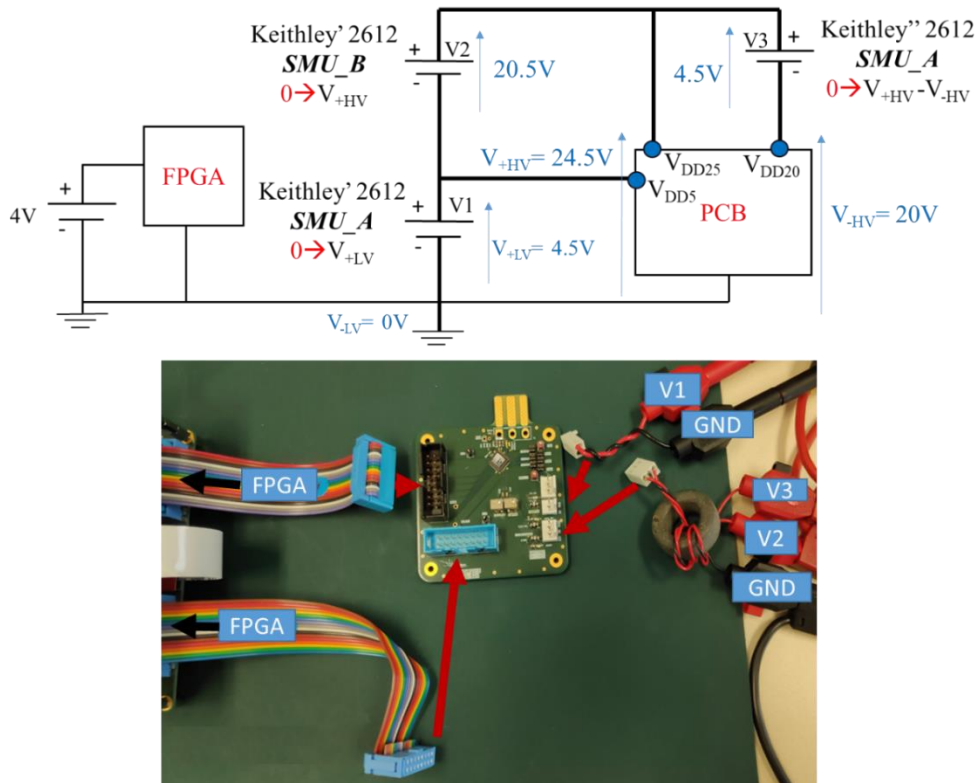 Keithley' 2612
SMU_B
0→V+HV
+
V2
-
20.5V
4.5V
V3
+
-
Keithley'' 2612
SMU_A
0→V+HV-V-HV
FPGA
+
4V
-
V+HV= 24.5V
VDD25
VDD20
VDD5
PCB
Keithley' 2612
SMU_A
0→V+LV
+
V1
-
V+LV= 4.5V
V-HV= 20V
V-LV= 0V
V1
GND
FPGA
V3
V2
GND
FPGA